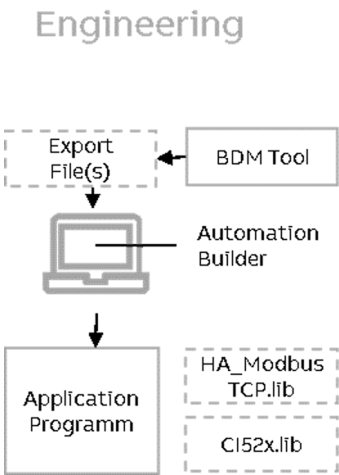 Engineering
Export
File(s)
BDM Tool
Automation
Builder
Application
Programm
HA_Modbus
TCP.lib
CI52x.lib